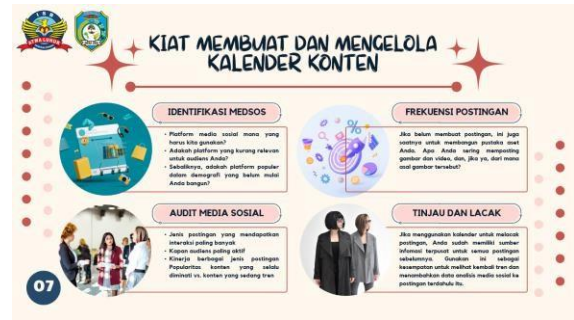 KIAT MEMBUAT DAN MENGELOLA
KALENDER KONTEN
IDENTIFIKASI MEDSOS
• Platform media sosial mana yang
harus kita gunakan?
• Adakah platform yang kurang relevan
untuk audiens Anda?
• Sebaliknya, adakah platform populer
dalam demografi yang belum mulai
Anda bangun?
FREKUENSI POSTINGAN
Jika belum membuat postingan, ini juga
saatnya untuk membangun pustaka aset
Anda. Apa Anda sering memposting
gambar dan video, dan, jika ya, dari mana
asal gambar tersebut?
AUDIT MEDIA SOSIAL
• Jenis postingan yang mendapatkan
interaksi paling banyak
• Kapan audiens paling aktif
• Kinerja berbagai jenis postingan
Popularitas konten yang selalu
diminati vs. konten yang sedang tren
TINJAU DAN LACAK
Jika menggunakan kalender untuk melacak
postingan, Anda sudah memiliki sumber
infomasi terpusat untuk semua postingan
sebelumnya. Gunakan ini sebagai
kesempatan untuk melihat kembali tren dan
menambahkan data analisis media sosial ke
postingan terdahulu itu.
07